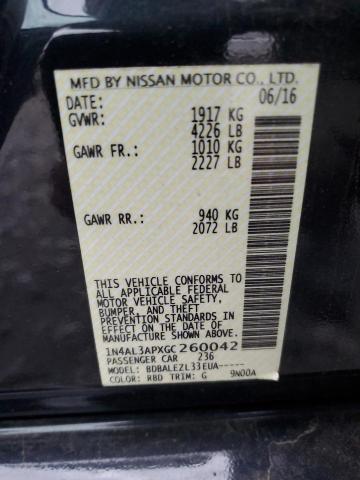 MFD BY NISSAN MOTOR CO., LTD.
DATE: 06/16
GVWR: 1917 KG
4226 LB
GAWR FR.: 1010 KG
2227 LB
GAWR RR.: 940 KG
2072 LB
THIS VEHICLE CONFORMS
TO ALL APPLICABLE FEDERAL
MOTOR VEHICLE SAFETY,
BUMPER, AND THEFT
PREVENTION STANDARDS IN
EFFECT ON THE DATE OF
MANUFACTURE SHOWN ABOVE.
1N4AL3APXGC260042
PASSENGER CAR 236
MODEL: BDBALEZL33EUA-----
COLOR: RBD TRIM: G 9N00A